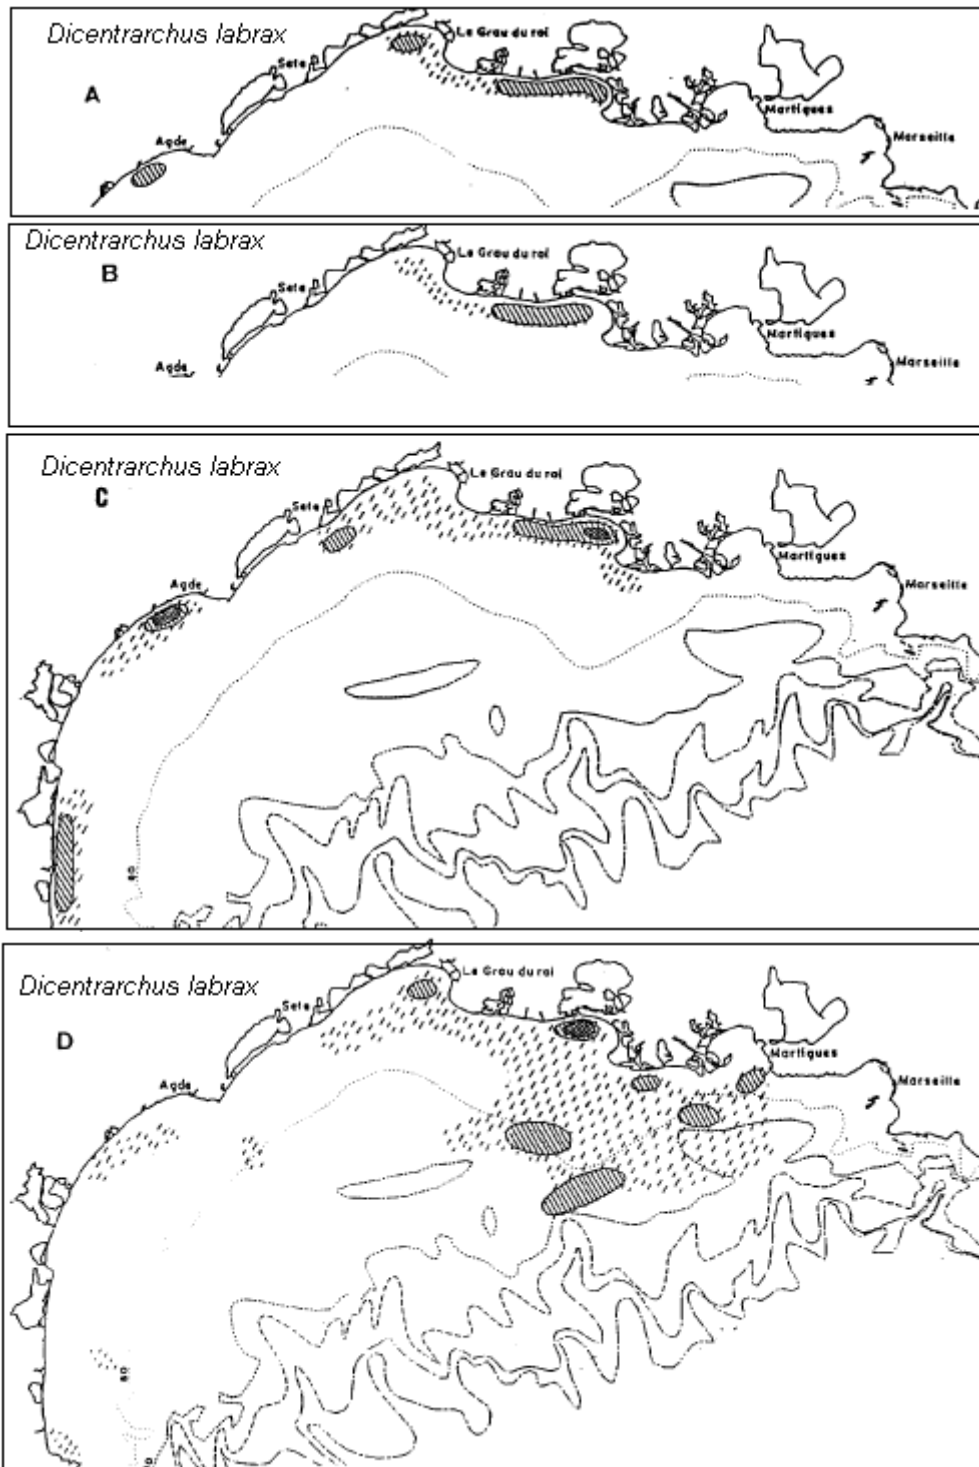 Dicentrarchus labrax
Le Grau du roi
Sete
A
Martigues
Agde
Marseille
Dicentrarchus labrax
Le Grau du roi
B
Sete
Martigues
Agde
Marseille
Dicentrarchus labrax
Le Grau du roi
C
Sete
Martigues
Agde
Marseille
80
Dicentrarchus labrax
Le Grau du roi
Sete
D
Martigues
Agde
Marseille
80